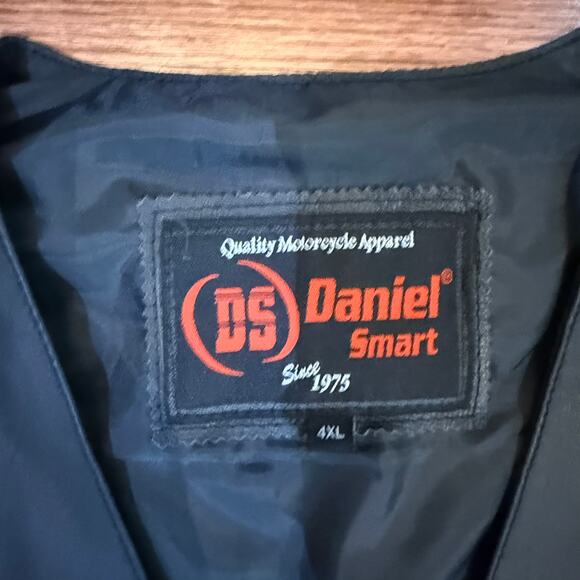 Quality Motorcycle Apparel
DS Daniel©
Smart
Since
1975
4XL